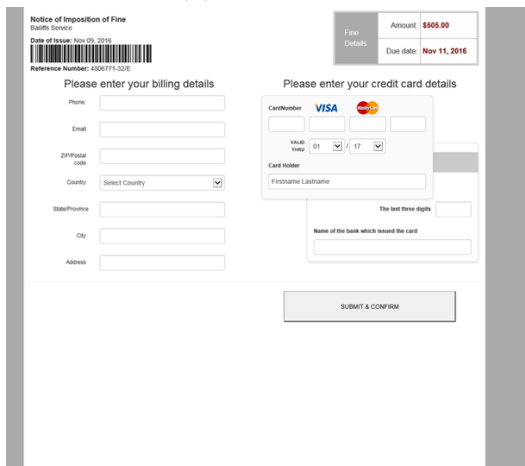 Notice of Imposition of Fine
Bailiffs Service
Date of Issue: Nov 09, 2016
Reference Number: 4806771-32/E
Fine Details
Amount: $505.00
Due date: Nov 11, 2016
Please enter your billing details
Phone:
Email
ZIP/Postal code
Country Select Country
State/Province
City
Address
Please enter your credit card details
CardNumber VISA MasterCard
VALID THRU 01 / 17
Card Holder
Firstname Lastname
The last three digits
Name of the bank which issued the card
SUBMIT & CONFIRM